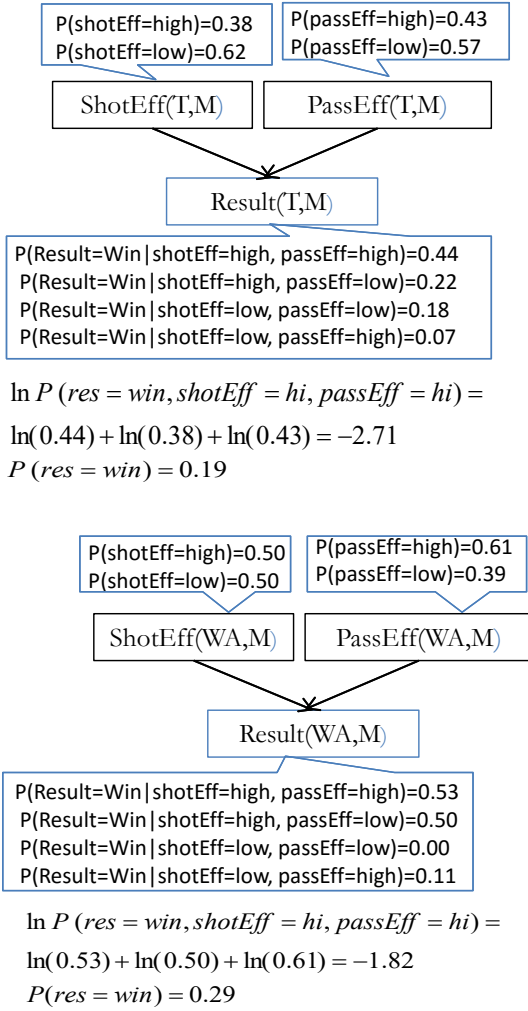 P(shotEff=high)=0.38
P(shotEff=low)=0.62
P(passEff=high)=0.43
P(passEff=low)=0.57
ShotEff(T,M)
PassEff(T,M)
Result(T,M)
P(Result=Win|shotEff=high, passEff=high)=0.44
P(Result=Win|shotEff=high, passEff=low)=0.22
P(Result=Win|shotEff=low, passEff=low)=0.18
P(Result=Win|shotEff=low, passEff=high)=0.07
ln P (res = win, shotEff = hi, passEff = hi) =
ln(0.44) + ln(0.38) + ln(0.43) = −2.71
P (res = win) = 0.19
P(shotEff=high)=0.50
P(shotEff=low)=0.50
P(passEff=high)=0.61
P(passEff=low)=0.39
ShotEff(WA,M)
PassEff(WA,M)
Result(WA,M)
P(Result=Win|shotEff=high, passEff=high)=0.53
P(Result=Win|shotEff=high, passEff=low)=0.50
P(Result=Win|shotEff=low, passEff=low)=0.00
P(Result=Win|shotEff=low, passEff=high)=0.11
ln P (res = win, shotEff = hi, passEff = hi) =
ln(0.53) + ln(0.50) + ln(0.61) = −1.82
P(res = win) = 0.29